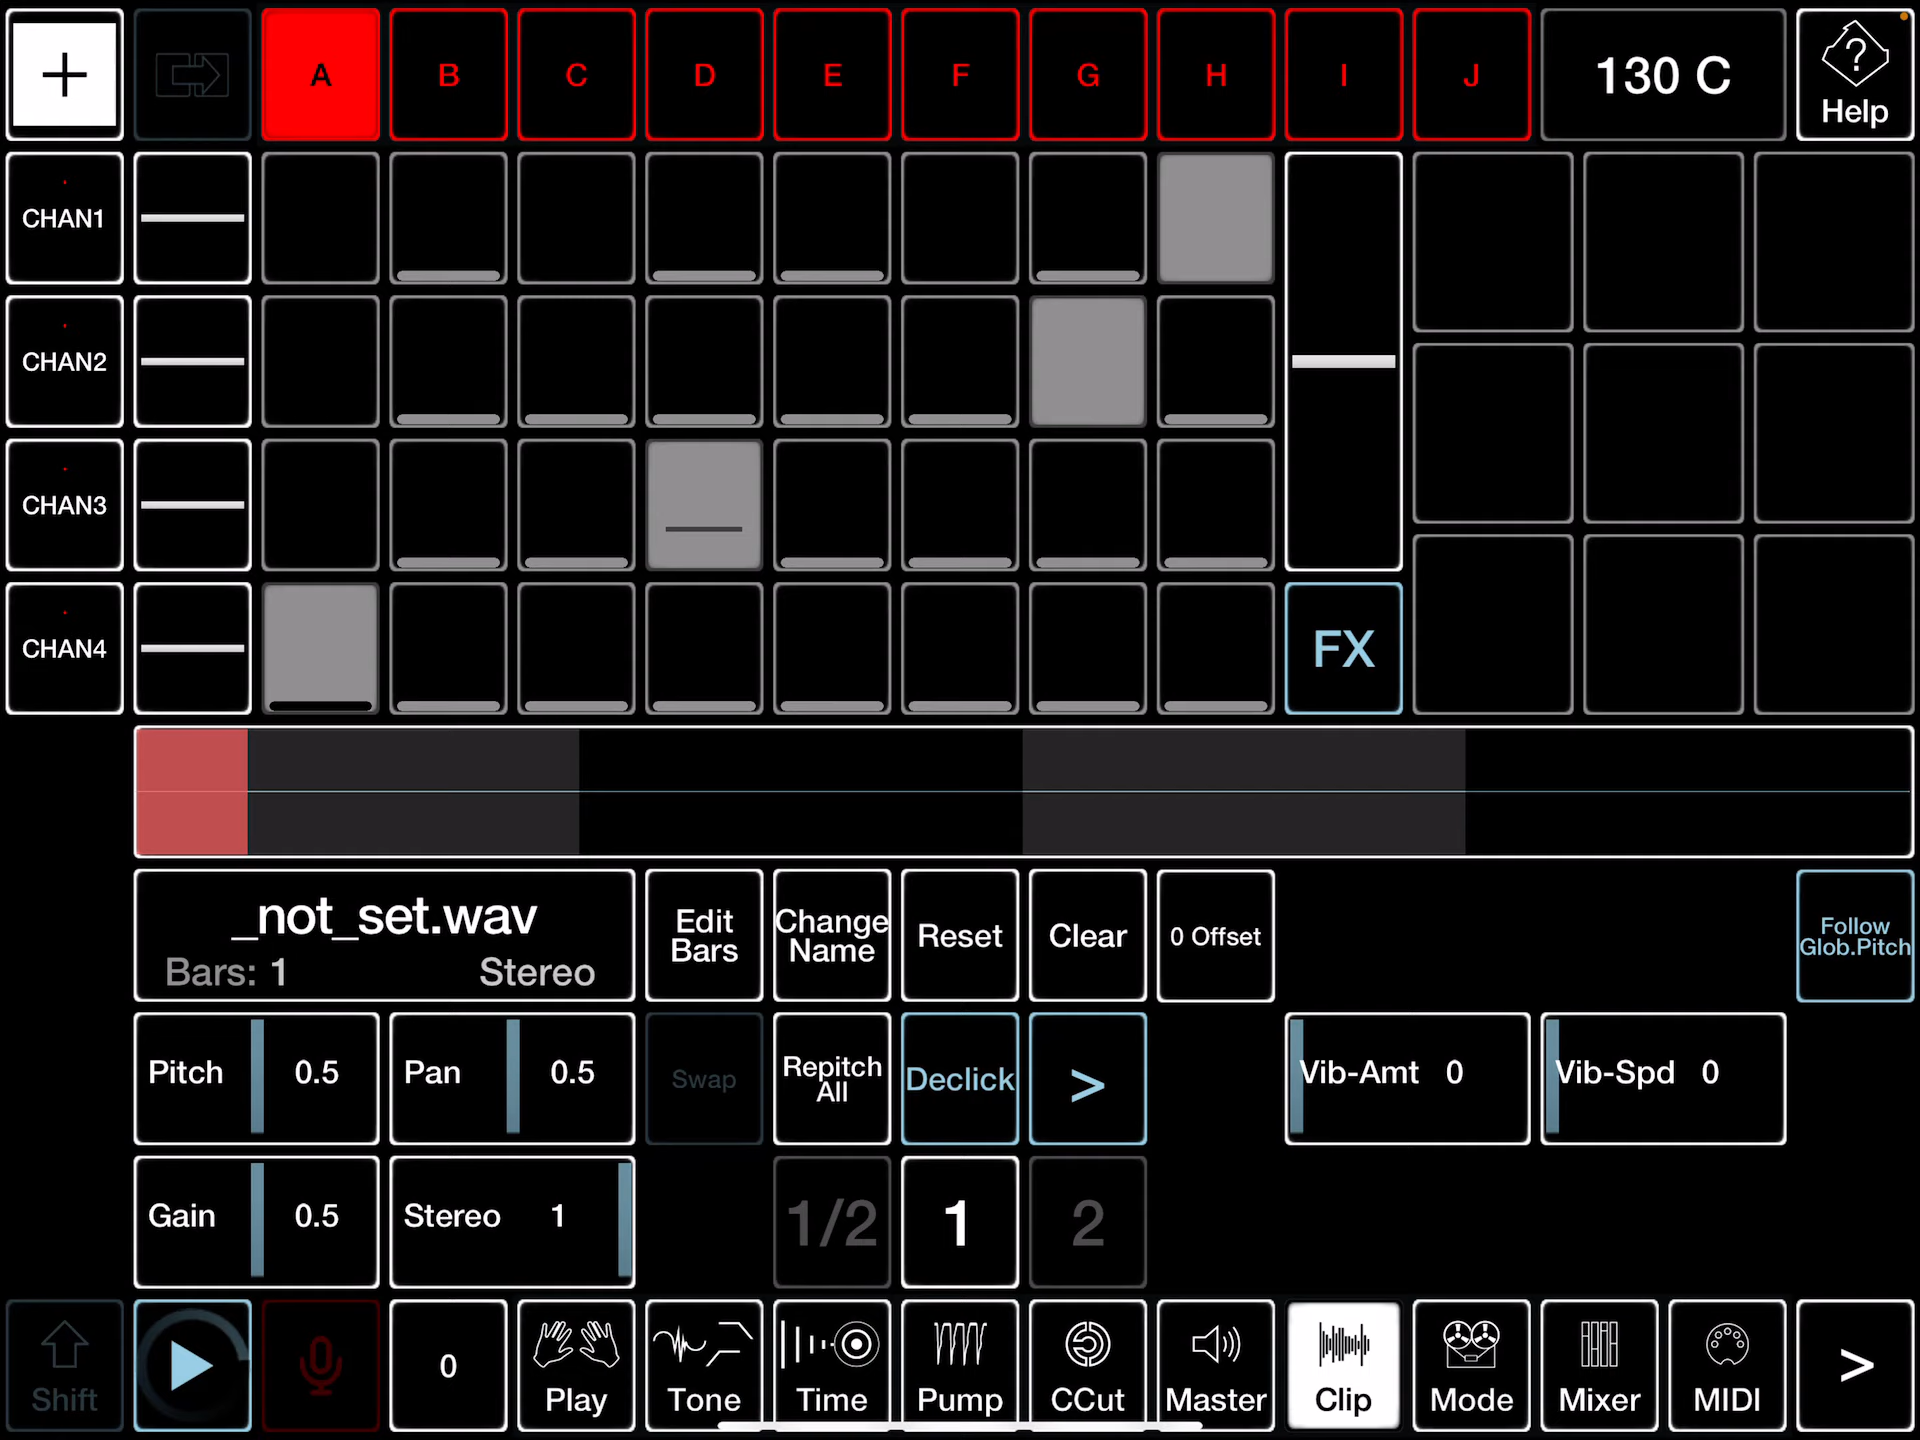 +
A
B
C
D
E
F
G
H
I
J
130 C
?
Help
CHAN1
CHAN2
CHAN3
CHAN4
FX
_not_set.wav
Bars: 1
Stereo
Edit
Bars
Change
Name
Reset
Clear
0 Offset
Follow
Glob.Pitch
Pitch 0.5
Pan 0.5
Swap
Repitch
All
Declick
>
Vib-Amt 0
Vib-Spd 0
Gain 0.5
Stereo 1
1/2
1
2
Shift
0
Play
Tone
Time
Pump
CCut
Master
Clip
Mode
Mixer
MIDI
>